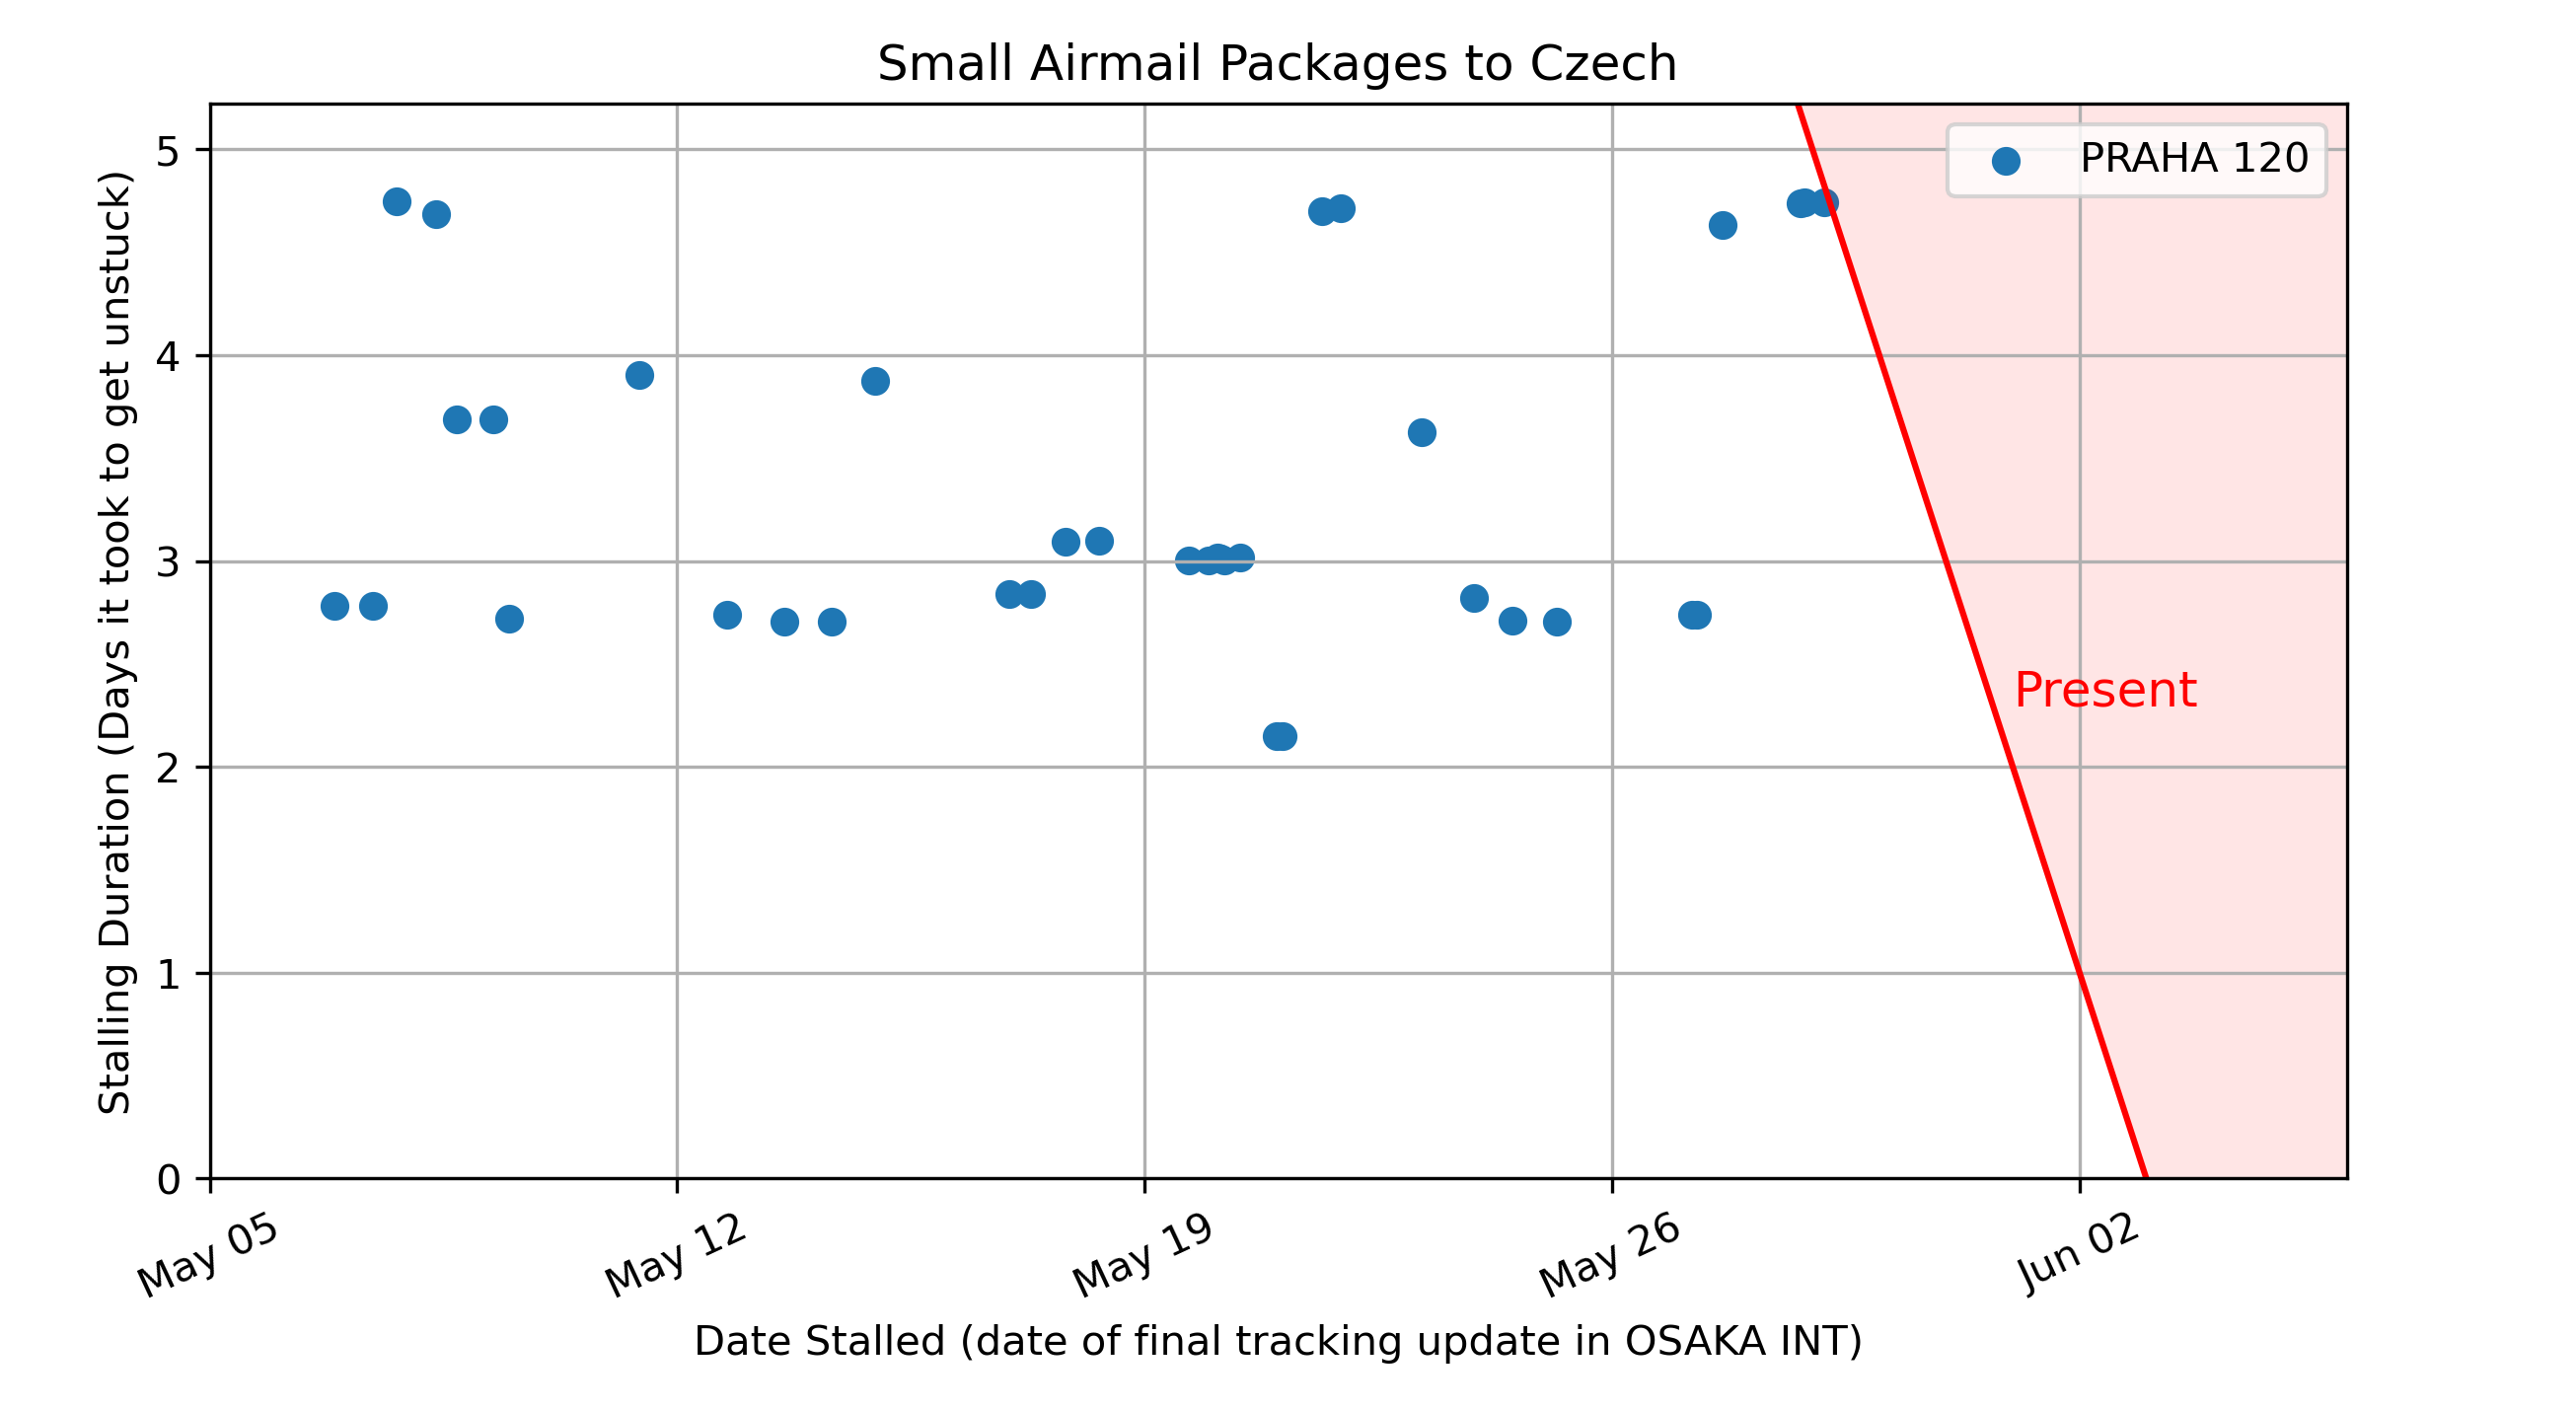 Small Airmail Packages to Czech
PRAHA 120
Present
Stalling Duration (Days it took to get unstuck)
5
4
3
2
1
0
May 05
May 12
May 19
May 26
Jun 02
Date Stalled (date of final tracking update in OSAKA INT)